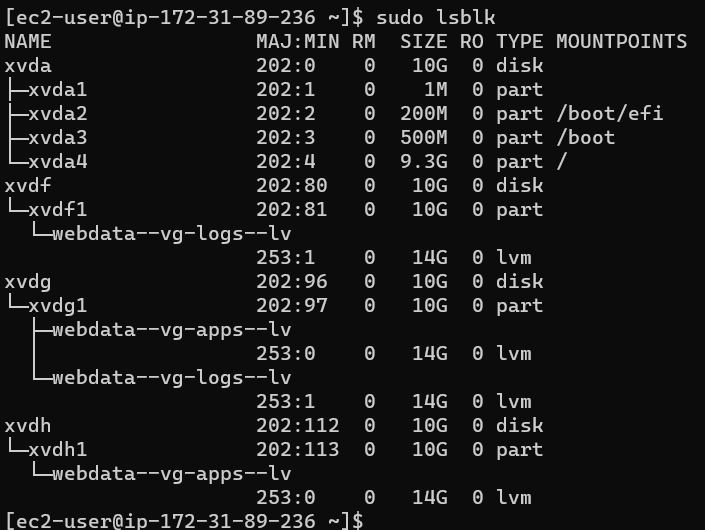 [ec2-user@ip-172-31-89-236 ~]$ sudo lsblk
NAME                 MAJ:MIN RM   SIZE RO TYPE MOUNTPOINTS
xvda                 202:0    0    10G  0 disk
├─xvda1              202:1    0     1M  0 part
├─xvda2              202:2    0   200M  0 part /boot/efi
├─xvda3              202:3    0   500M  0 part /boot
└─xvda4              202:4    0   9.3G  0 part /
xvdf                 202:80   0    10G  0 disk
└─xvdf1              202:81   0    10G  0 part
  └─webdata--vg-logs--lv
                     253:1    0    14G  0 lvm
xvdg                 202:96   0    10G  0 disk
└─xvdg1              202:97   0    10G  0 part
  ├─webdata--vg-apps--lv
  │                  253:0    0    14G  0 lvm
  └─webdata--vg-logs--lv
                     253:1    0    14G  0 lvm
xvdh                 202:112  0    10G  0 disk
└─xvdh1              202:113  0    10G  0 part
  └─webdata--vg-apps--lv
                     253:0    0    14G  0 lvm
[ec2-user@ip-172-31-89-236 ~]$